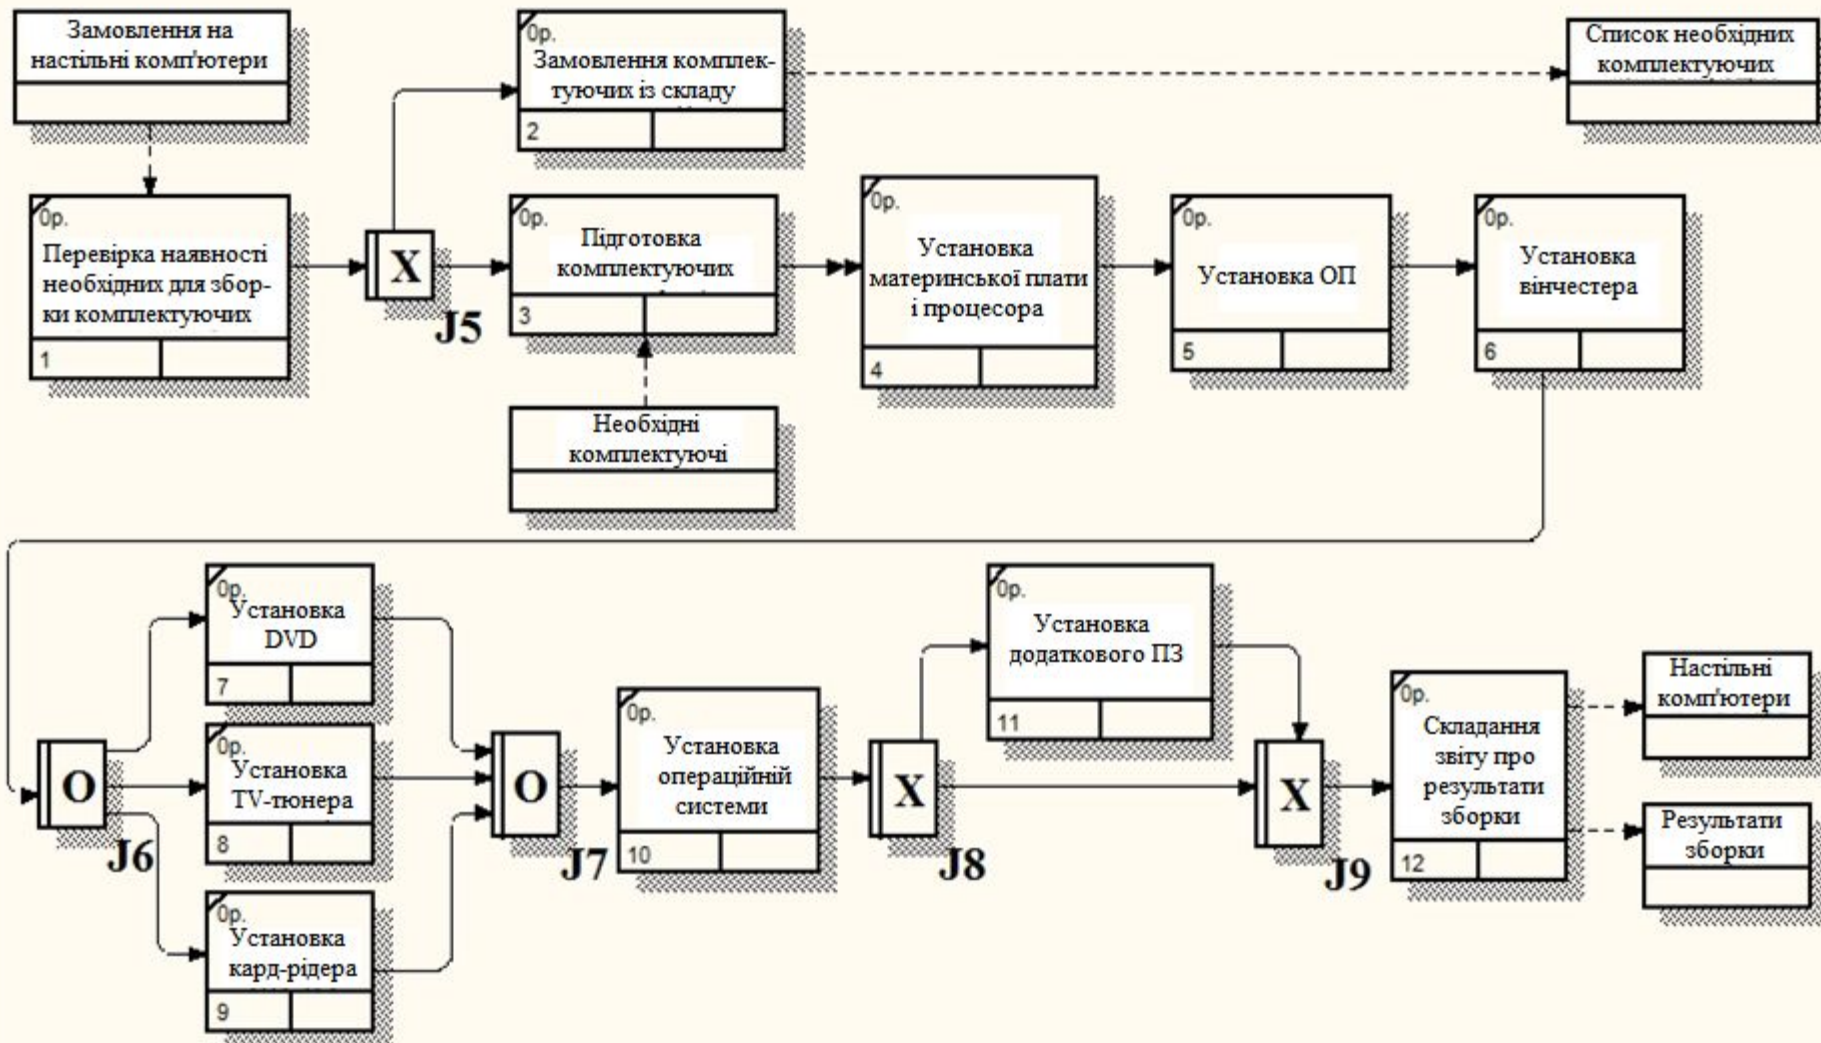 Замовлення на
настільні комп'ютери
0р.
Замовлення комплек-
туючих із складу
2
Список необхідних
комплектуючих
0р.
Перевірка наявності
необхідних для збор-
ки комплектуючих
1
X
J5
0р.
Підготовка
комплектуючих
3
0р.
Установка
материнської плати
і процесора
4
0р.
Установка ОП
5
0р.
Установка
вінчестера
6
Необхідні
комплектуючі
O
J6
0р.
Установка
DVD
7
0р.
Установка
TV-тюнера
8
0р.
Установка
кард-рідера
9
O
J7
0р.
Установка
операційній
системи
10
X
J8
0р.
Установка
додаткового ПЗ
11
X
J9
0р.
Складання
звіту про
результати
зборки
12
Настільні
комп'ютери
Результати
зборки